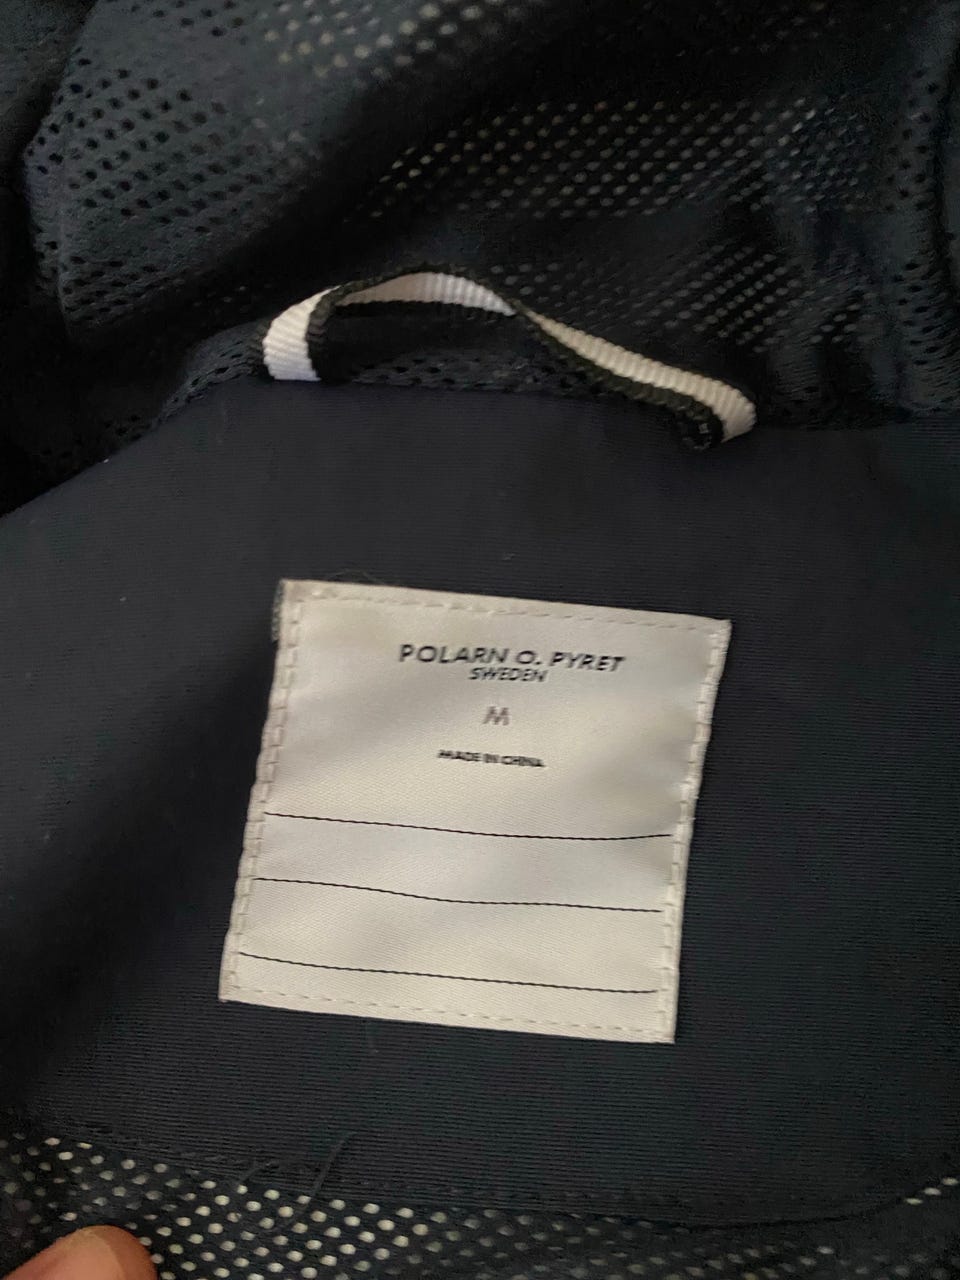 POLARN O. PYRET
SWEDEN
M
MADE IN CHINA